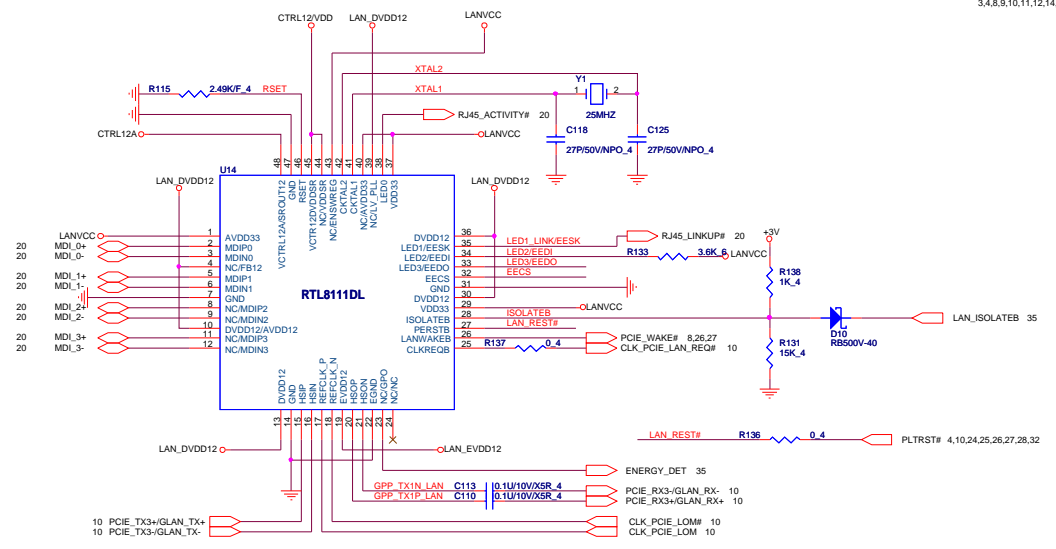 3,4,8,9,10,11,12,14
CTRL12/VDD LAN_DVDD12 LANVCC
XTAL2
R115 2.49K/F_4 RSET XTAL1 Y1
1 2
25MHZ
RJ45_ACTIVITY# 20
CTRL12A LANVCC C118 C125
27P/50V/NPO_4 27P/50V/NPO_4
48 47 46 45 44 43 42 41 40 39 38 37
U14
VCTRL12A/SROUT12
GND
RSET
VCTR12DVDDSR
NC/VDDSR
NC/ENSWREG
CKTAL2
CKTAL1
NC/AVDD33
NC/LV_PLL
LED0
VDD33
LAN_DVDD12 LAN_DVDD12
LANVCC 1 AVDD33
20 MDI_0+ 2 MDIP0
20 MDI_0- 3 MDIN0
4 NC/FB12
20 MDI_1+ 5 MDIP1
20 MDI_1- 6 MDIN1
7 GND
20 MDI_2+ 8 NC/MDIP2
20 MDI_2- 9 NC/MDIN2
10 DVDD12/AVDD12
20 MDI_3+ 11 NC/MDIP3
20 MDI_3- 12 NC/MDIN3
RTL8111DL
DVDD12 36
LED1/EESK 35 LED1_LINK/EESK RJ45_LINKUP# 20
LED2/EEDI 34 LED2/EEDI R133 3.6K_6 LANVCC
LED3/EEDO 33 LED3/EEDO
EECS 32 EECS
GND 31
DVDD12 30
VDD33 29 LANVCC
ISOLATEB 28 ISOLATEB
PERSTB 27 LAN_REST#
LANWAKEB 26 PCIE_WAKE# 8,26,27
CLKREQB 25 R137 0_4 CLK_PCIE_LAN_REQ# 10
+3V
R138
1K_4
LAN_ISOLATEB 35
D10
RB500V-40
R131
15K_4
DVDD12
GND
HSIP
HSIN
REFCLK_P
REFCLK_N
EVDD12
HSOP
HSON
EGND
NC/GPO
NC/NC
13 14 15 16 17 18 19 20 21 22 23 24
LAN_REST# R136 0_4 PLTRST# 4,10,24,25,26,27,28,32
LAN_DVDD12 LAN_EVDD12
ENERGY_DET 35
GPP_TX1N_LAN C113 0.1U/10V/X5R_4 PCIE_RX3-/GLAN_RX- 10
GPP_TX1P_LAN C110 0.1U/10V/X5R_4 PCIE_RX3+/GLAN_RX+ 10
10 PCIE_TX3+/GLAN_TX+ CLK_PCIE_LOM# 10
10 PCIE_TX3-/GLAN_TX- CLK_PCIE_LOM 10